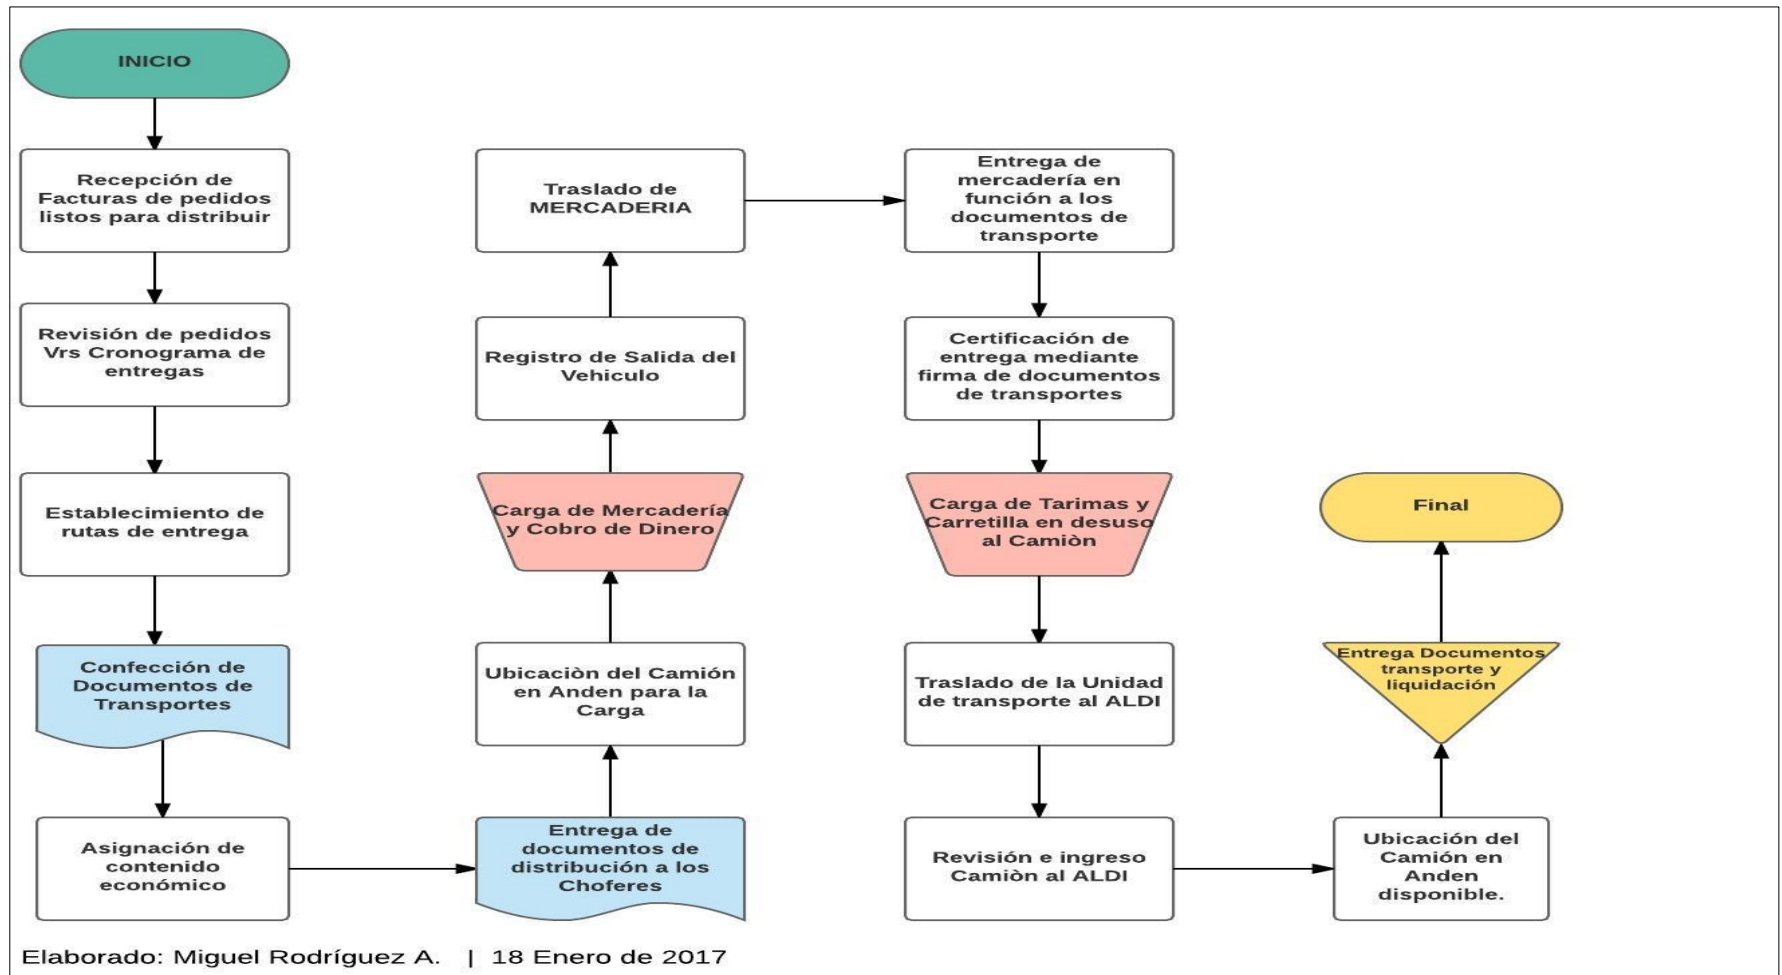 INICIO
Recepción de
Facturas de pedidos
listos para distribuir
Revisión de pedidos
Vrs Cronograma de
entregas
Establecimiento de
rutas de entrega
Confección de
Documentos de
Transportes
Asignación de
contenido
económico
Entrega de
documentos de
distribución a los
Choferes
Ubicaciòn del Camión
en Anden para la
Carga
Carga de Mercadería
y Cobro de Dinero
Registro de Salida del
Vehiculo
Traslado de
MERCADERIA
Entrega de
mercadería en
función a los
documentos de
transporte
Certificación de
entrega mediante
firma de documentos
de transportes
Carga de Tarimas y
Carretilla en desuso
al Camiòn
Traslado de la Unidad
de transporte al ALDI
Revisión e ingreso
Camiòn al ALDI
Ubicación del
Camión en
Anden
disponible.
Entrega Documentos
transporte y
liquidación
Final
Elaborado: Miguel Rodríguez A. | 18 Enero de 2017